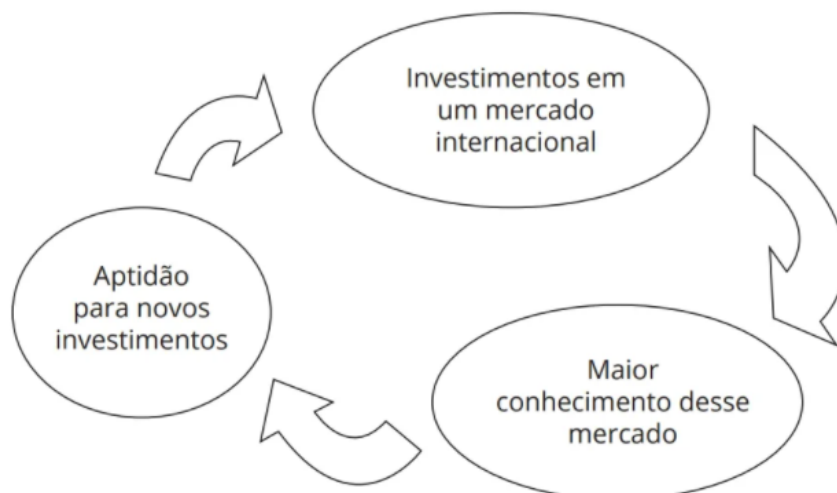 Investimentos em
um mercado
internacional
Aptidão
para novos
investimentos
Maior
conhecimento desse
mercado